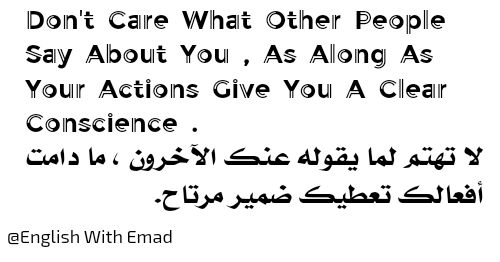 Don't Care What Other People
Say About You , As Along As
Your Actions Give You A Clear
Conscience .
لا تهتم لما يقوله عنك الآخرون ، ما دامت
أفعالك تعطيك ضمير مرتاح.
@English With Emad